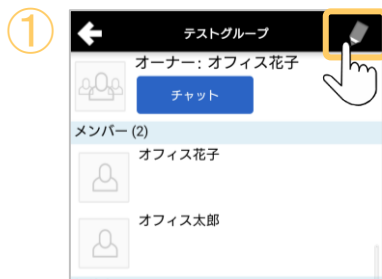 ①
テストグループ
オーナー: オフィス花子
チャット
メンバー (2)
オフィス花子
オフィス太郎